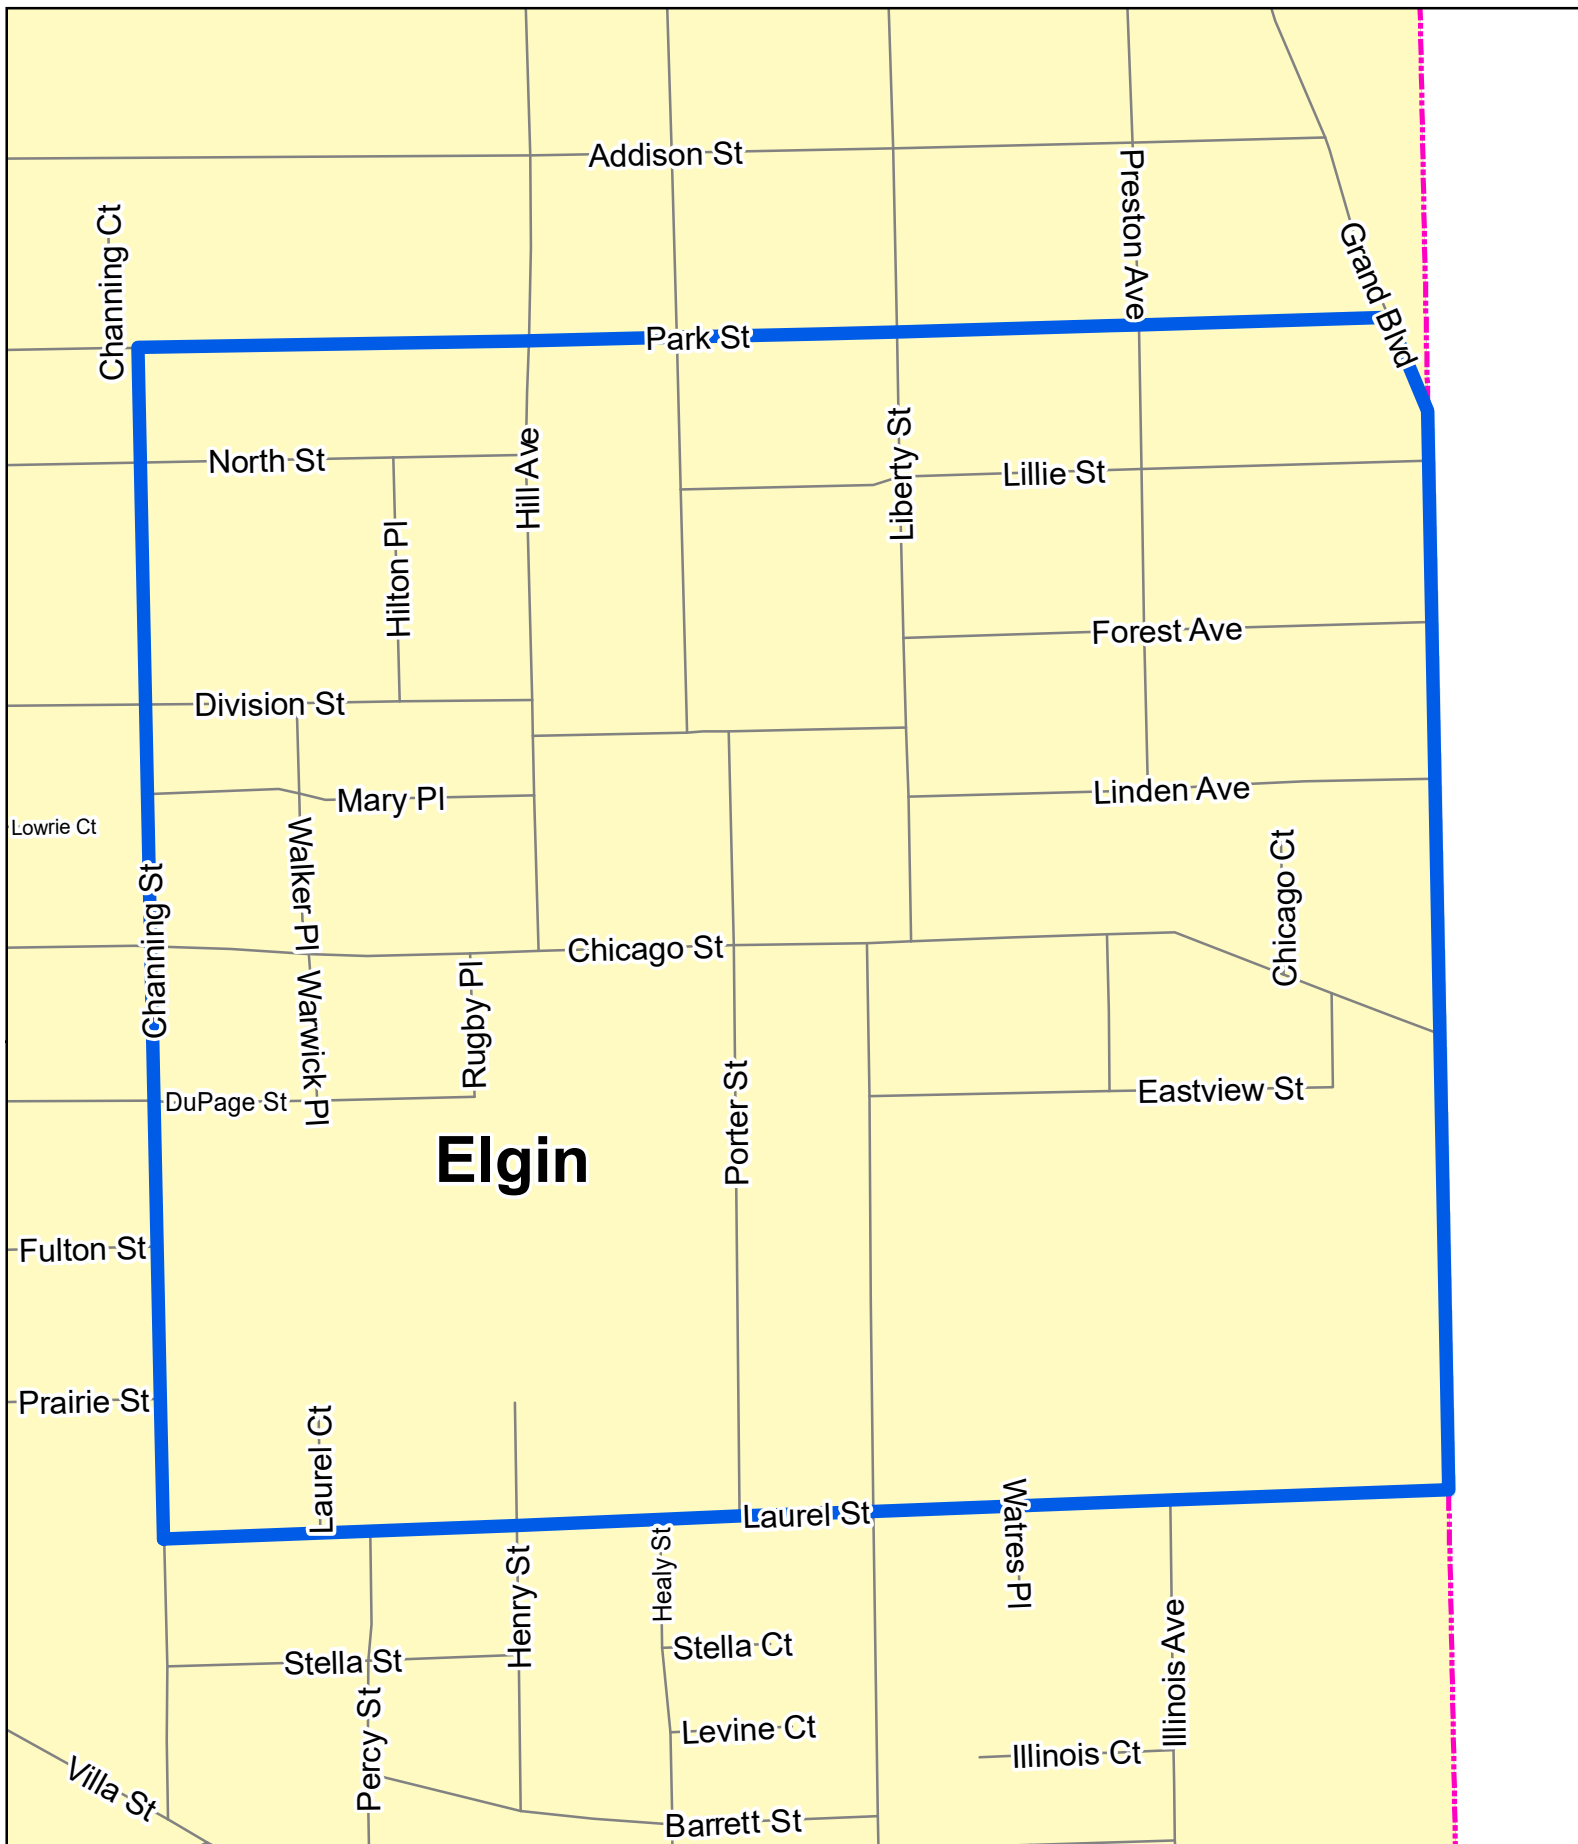 Addison St
Preston Ave
Channing Ct
Grand Blvd
Park St
North St
Hill Ave
Liberty St
Lillie St
Hilton Pl
Forest Ave
Division St
Mary Pl
Linden Ave
Lowrie Ct
Walker Pl
Chicago Ct
Channing St
Chicago St
Warwick Pl
Rugby Pl
Porter St
DuPage St
Eastview St
Elgin
Fulton St
Prairie St
Laurel Ct
Laurel St
Watres Pl
Henry St
Healy St
Stella St
Stella Ct
Illinois Ave
Percy St
Levine Ct
Illinois Ct
Villa St
Barrett St